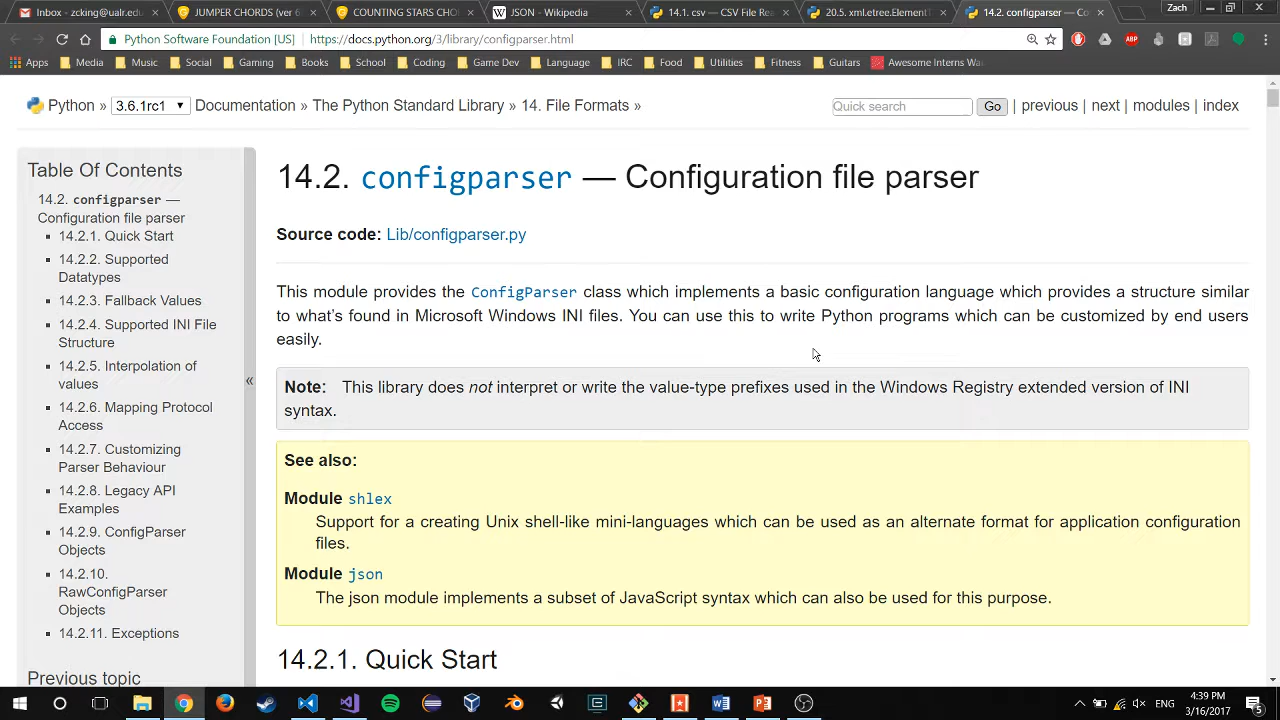 Inbox - zcking@ualr.edu
JUMPER CHORDS (ver 6
COUNTING STARS CHO
JSON - Wikipedia
14.1. csv — CSV File Re
20.5. xml.etree.Element
14.2. configparser — Co
Zach
Python Software Foundation [US]
https://docs.python.org/3/library/configparser.html
Apps
Media
Music
Social
Gaming
Books
School
Coding
Game Dev
Language
IRC
Food
Utilities
Fitness
Guitars
Awesome Interns Wa
Python » 3.6.1rc1 Documentation » The Python Standard Library » 14. File Formats »
Quick search Go | previous | next | modules | index
Table Of Contents
14.2. configparser —
Configuration file parser
14.2.1. Quick Start
14.2.2. Supported
Datatypes
14.2.3. Fallback Values
14.2.4. Supported INI File
Structure
14.2.5. Interpolation of
values
14.2.6. Mapping Protocol
Access
14.2.7. Customizing
Parser Behaviour
14.2.8. Legacy API
Examples
14.2.9. ConfigParser
Objects
14.2.10.
RawConfigParser
Objects
14.2.11. Exceptions
Previous topic
«
14.2. configparser — Configuration file parser
Source code: Lib/configparser.py
This module provides the ConfigParser class which implements a basic configuration language which provides a structure similar
to what's found in Microsoft Windows INI files. You can use this to write Python programs which can be customized by end users
easily.
Note: This library does not interpret or write the value-type prefixes used in the Windows Registry extended version of INI
syntax.
See also:
Module shlex
Support for a creating Unix shell-like mini-languages which can be used as an alternate format for application configuration
files.
Module json
The json module implements a subset of JavaScript syntax which can also be used for this purpose.
14.2.1. Quick Start
4:39 PM
3/16/2017